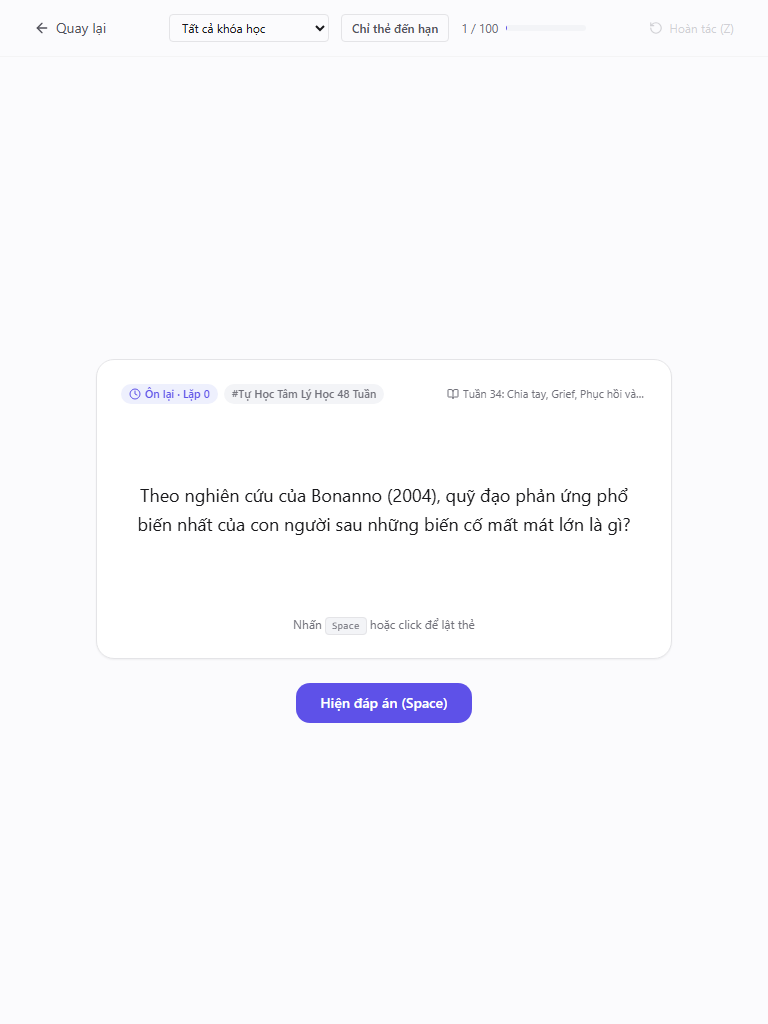 Quay lại
Tất cả khóa học
Chỉ thẻ đến hạn
1 / 100
Hoàn tác (Z)
Ôn lại · Lặp 0
#Tự Học Tâm Lý Học 48 Tuần
Tuần 34: Chia tay, Grief, Phục hồi và...
Theo nghiên cứu của Bonanno (2004), quỹ đạo phản ứng phổ
biến nhất của con người sau những biến cố mất mát lớn là gì?
Nhấn Space hoặc click để lật thẻ
Hiện đáp án (Space)